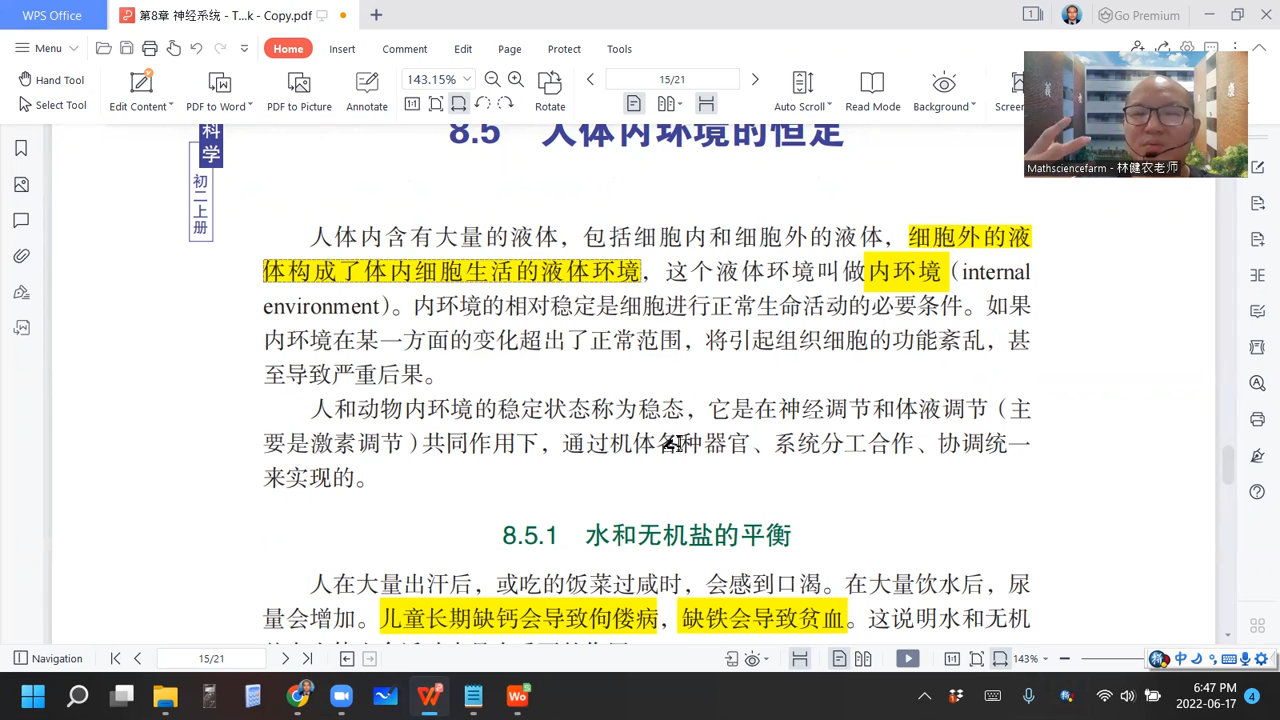 WPS Office
第8章 神经系统 - T...k - Copy.pdf
1
Go Premium
Menu
Home
Insert
Comment
Edit
Page
Protect
Tools
Hand Tool
Select Tool
Edit Content
PDF to Word
PDF to Picture
Annotate
143.15%
15/21
Rotate
Auto Scroll
Read Mode
Background
Screen
Mathsciencefarm - 林健农老师
科学
初二上册
8.5 人体内环境的恒定
人体内含有大量的液体，包括细胞内和细胞外的液体，细胞外的液
体构成了体内细胞生活的液体环境，这个液体环境叫做内环境（internal
environment）。内环境的相对稳定是细胞进行正常生命活动的必要条件。如果
内环境在某一方面的变化超出了正常范围，将引起组织细胞的功能紊乱，甚
至导致严重后果。
人和动物内环境的稳定状态称为稳态，它是在神经调节和体液调节（主
要是激素调节）共同作用下，通过机体各种器官、系统分工合作、协调统一
来实现的。
8.5.1 水和无机盐的平衡
人在大量出汗后，或吃的饭菜过咸时，会感到口渴。在大量饮水后，尿
量会增加。儿童长期缺钙会导致佝偻病，缺铁会导致贫血。这说明水和无机
Navigation
15/21
143%
中
6:47 PM
2022-06-17
4